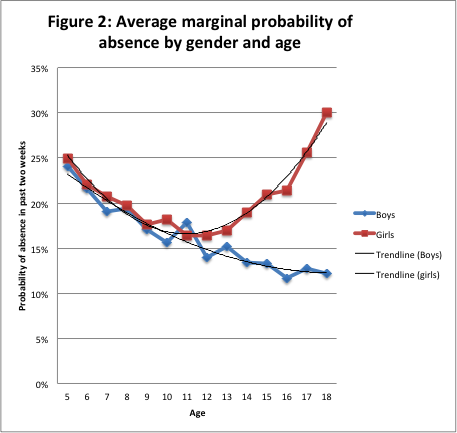 Figure 2: Average marginal probability of
absence by gender and age
Probability of absence in past two weeks
35%
30%
25%
20%
15%
10%
5%
0%
5 6 7 8 9 10 11 12 13 14 15 16 17 18
Age
Boys
Girls
Trendline (Boys)
Trendline (girls)